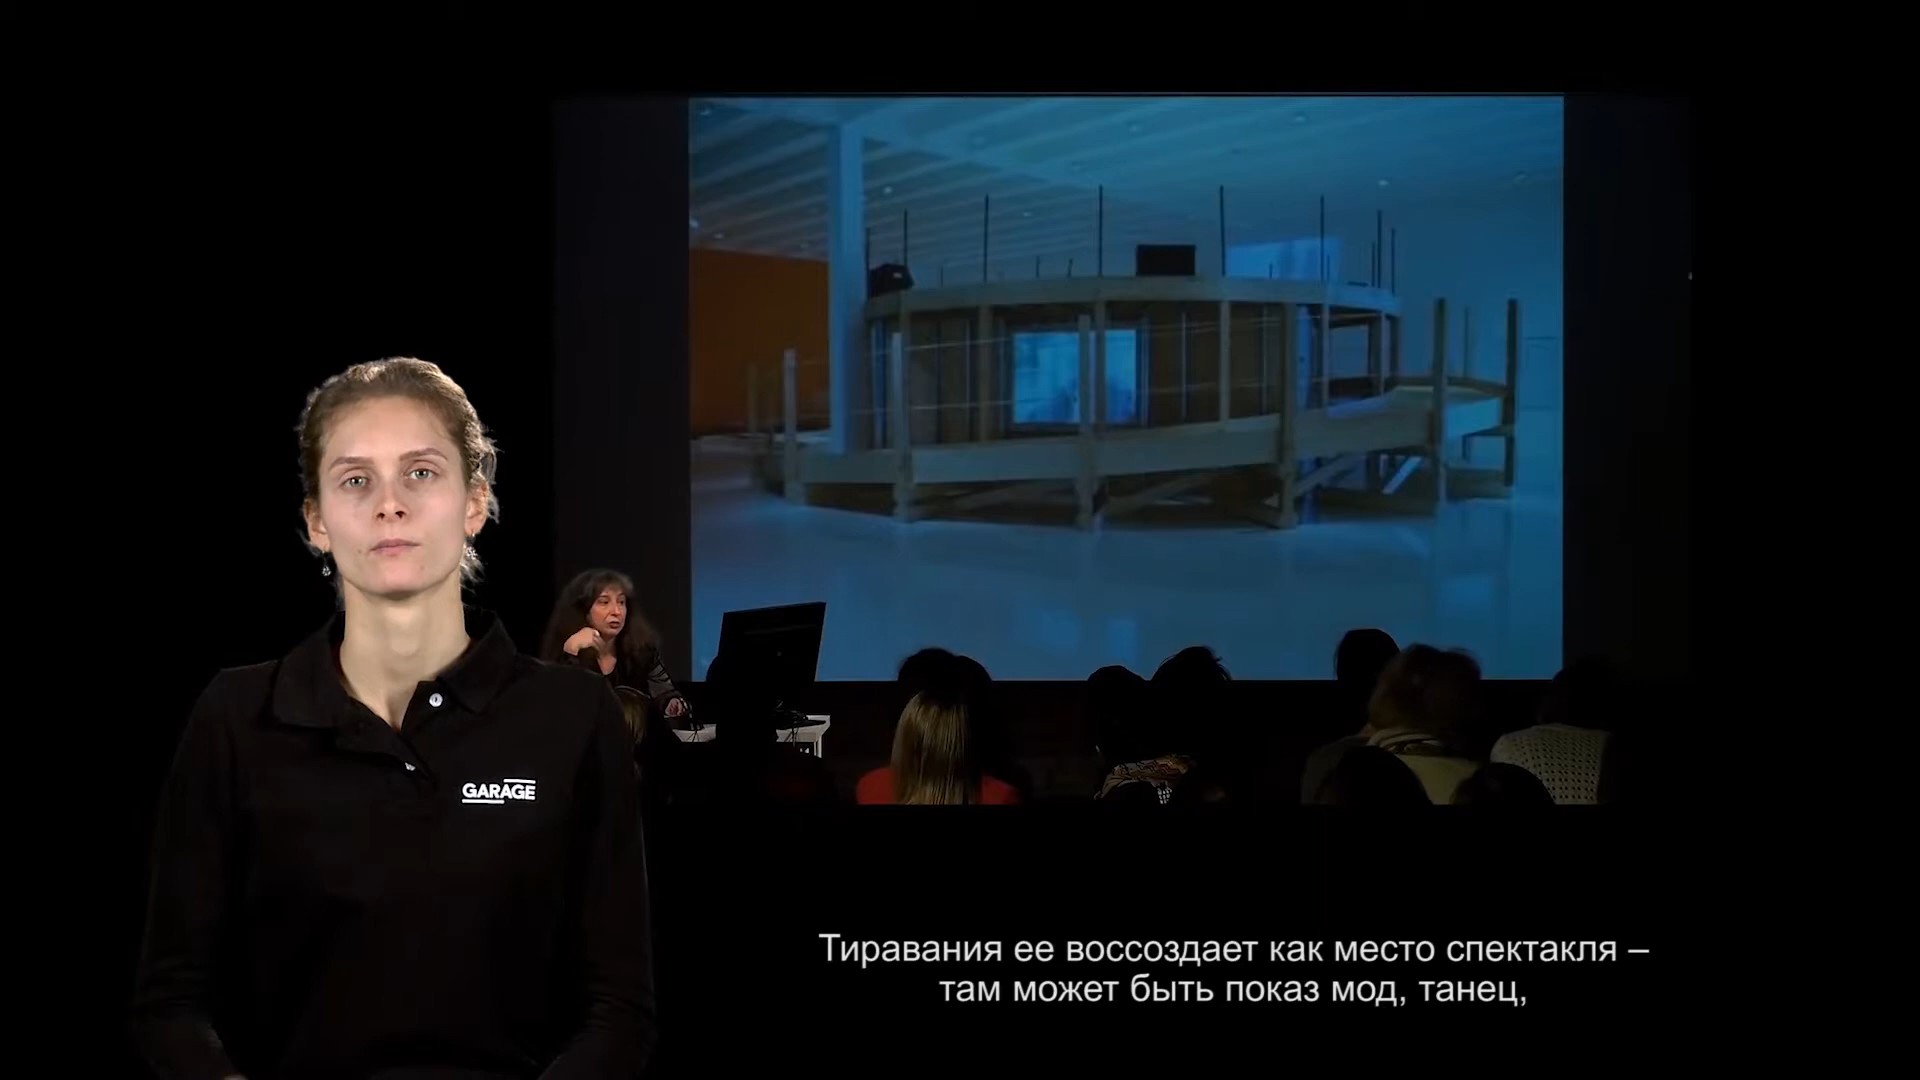 GARAGE
Тиравания ее воссоздает как место спектакля –
там может быть показ мод, танец,